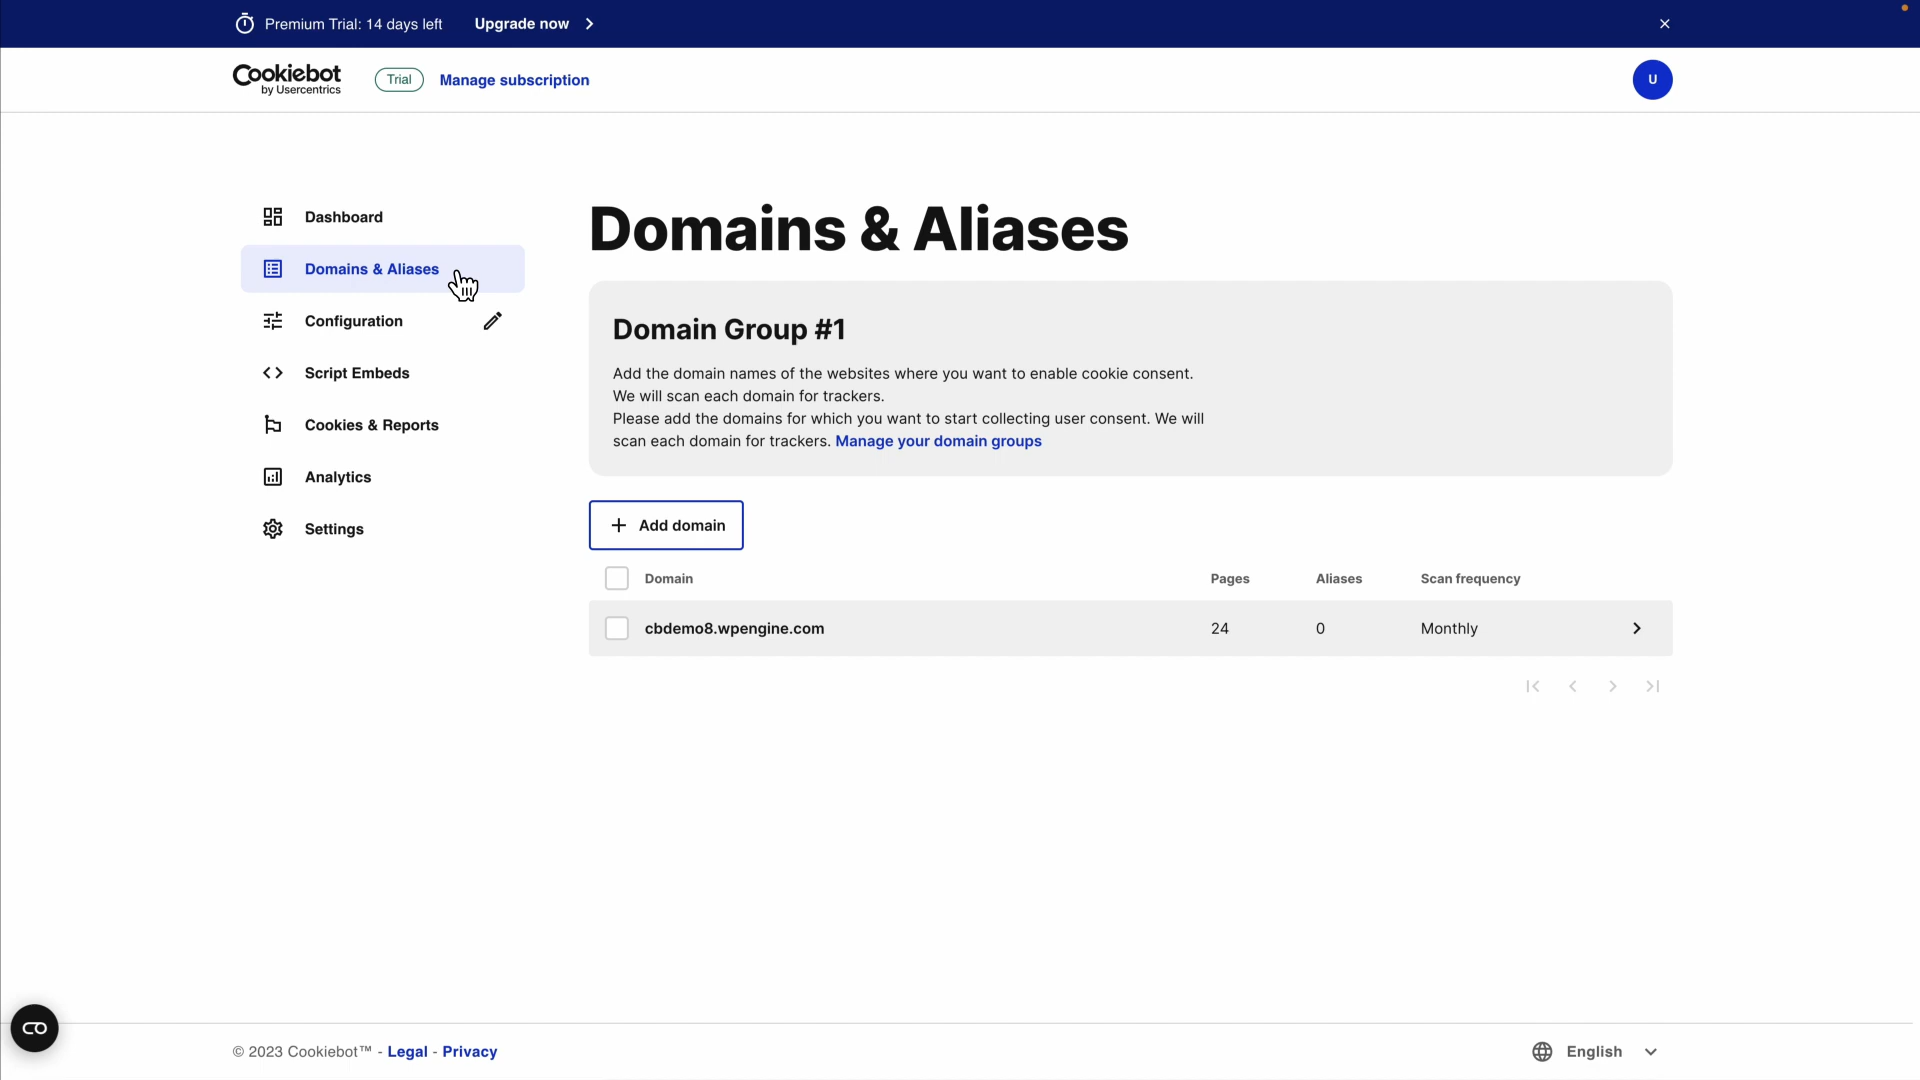 Premium Trial: 14 days left
Upgrade now
Cookiebot
by Usercentrics
Trial
Manage subscription
U
Dashboard
Domains & Aliases
Configuration
Script Embeds
Cookies & Reports
Analytics
Settings
Domains & Aliases
Domain Group #1
Add the domain names of the websites where you want to enable cookie consent.
We will scan each domain for trackers.
Please add the domains for which you want to start collecting user consent. We will
scan each domain for trackers. Manage your domain groups
Add domain
Domain Pages Aliases Scan frequency
cbdemo8.wpengine.com 24 0 Monthly
© 2023 Cookiebot™ - Legal - Privacy
English